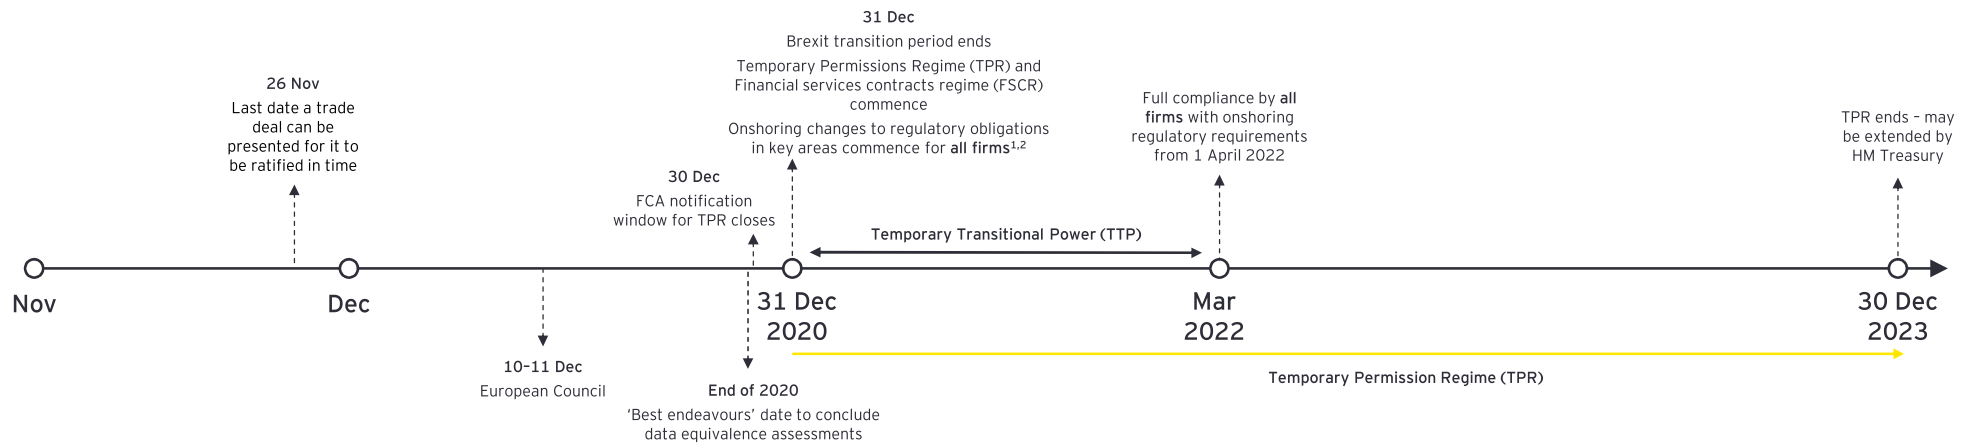 31 Dec
Brexit transition period ends
Temporary Permissions Regime (TPR) and
Financial services contracts regime (FSCR)
commence
Onshoring changes to regulatory obligations
in key areas commence for all firms1,2
26 Nov
Last date a trade
deal can be
presented for it to
be ratified in time
30 Dec
FCA notification
window for TPR closes
Full compliance by all
firms with onshoring
regulatory requirements
from 1 April 2022
TPR ends – may
be extended by
HM Treasury
Temporary Transitional Power (TTP)
Nov
Dec
31 Dec
2020
Mar
2022
30 Dec
2023
10–11 Dec
European Council
End of 2020
‘Best endeavours’ date to conclude
data equivalence assessments
Temporary Permission Regime (TPR)